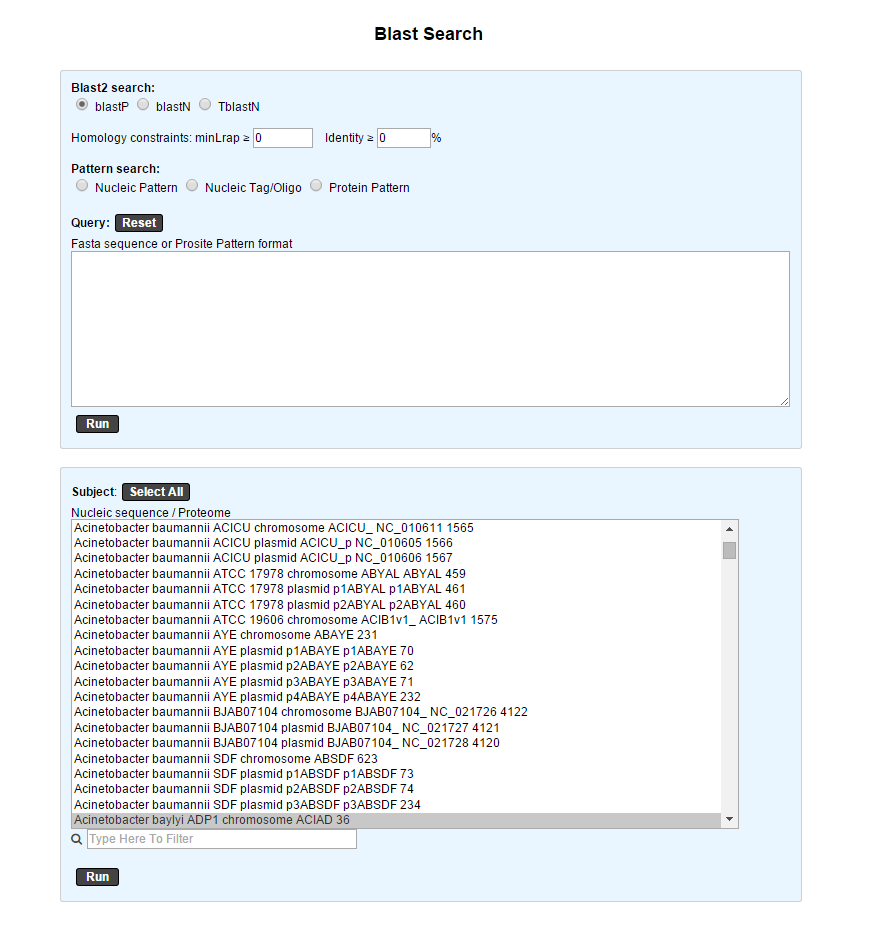 Blast Search
Blast2 search:
blastP blastN TblastN
Homology constraints: minLrap ≥ 0 Identity ≥ 0 %
Pattern search:
Nucleic Pattern Nucleic Tag/Oligo Protein Pattern
Query: Reset
Fasta sequence or Prosite Pattern format
Run
Subject: Select All
Nucleic sequence / Proteome
Acinetobacter baumannii ACICU chromosome ACICU_ NC_010611 1565
Acinetobacter baumannii ACICU plasmid ACICU_p NC_010605 1566
Acinetobacter baumannii ACICU plasmid ACICU_p NC_010606 1567
Acinetobacter baumannii ATCC 17978 chromosome ABYAL ABYAL 459
Acinetobacter baumannii ATCC 17978 plasmid p1ABYAL p1ABYAL 461
Acinetobacter baumannii ATCC 17978 plasmid p2ABYAL p2ABYAL 460
Acinetobacter baumannii ATCC 19606 chromosome ACIB1v1_ ACIB1v1 1575
Acinetobacter baumannii AYE chromosome ABAYE 231
Acinetobacter baumannii AYE plasmid p1ABAYE p1ABAYE 70
Acinetobacter baumannii AYE plasmid p2ABAYE p2ABAYE 62
Acinetobacter baumannii AYE plasmid p3ABAYE p3ABAYE 71
Acinetobacter baumannii AYE plasmid p4ABAYE p4ABAYE 232
Acinetobacter baumannii BJAB07104 chromosome BJAB07104_ NC_021726 4122
Acinetobacter baumannii BJAB07104 plasmid BJAB07104_ NC_021727 4121
Acinetobacter baumannii BJAB07104 plasmid BJAB07104_ NC_021728 4120
Acinetobacter baumannii SDF chromosome ABSDF 623
Acinetobacter baumannii SDF plasmid p1ABSDF p1ABSDF 73
Acinetobacter baumannii SDF plasmid p2ABSDF p2ABSDF 74
Acinetobacter baumannii SDF plasmid p3ABSDF p3ABSDF 234
Acinetobacter baylyi ADP1 chromosome ACIAD 36
Type Here To Filter
Run